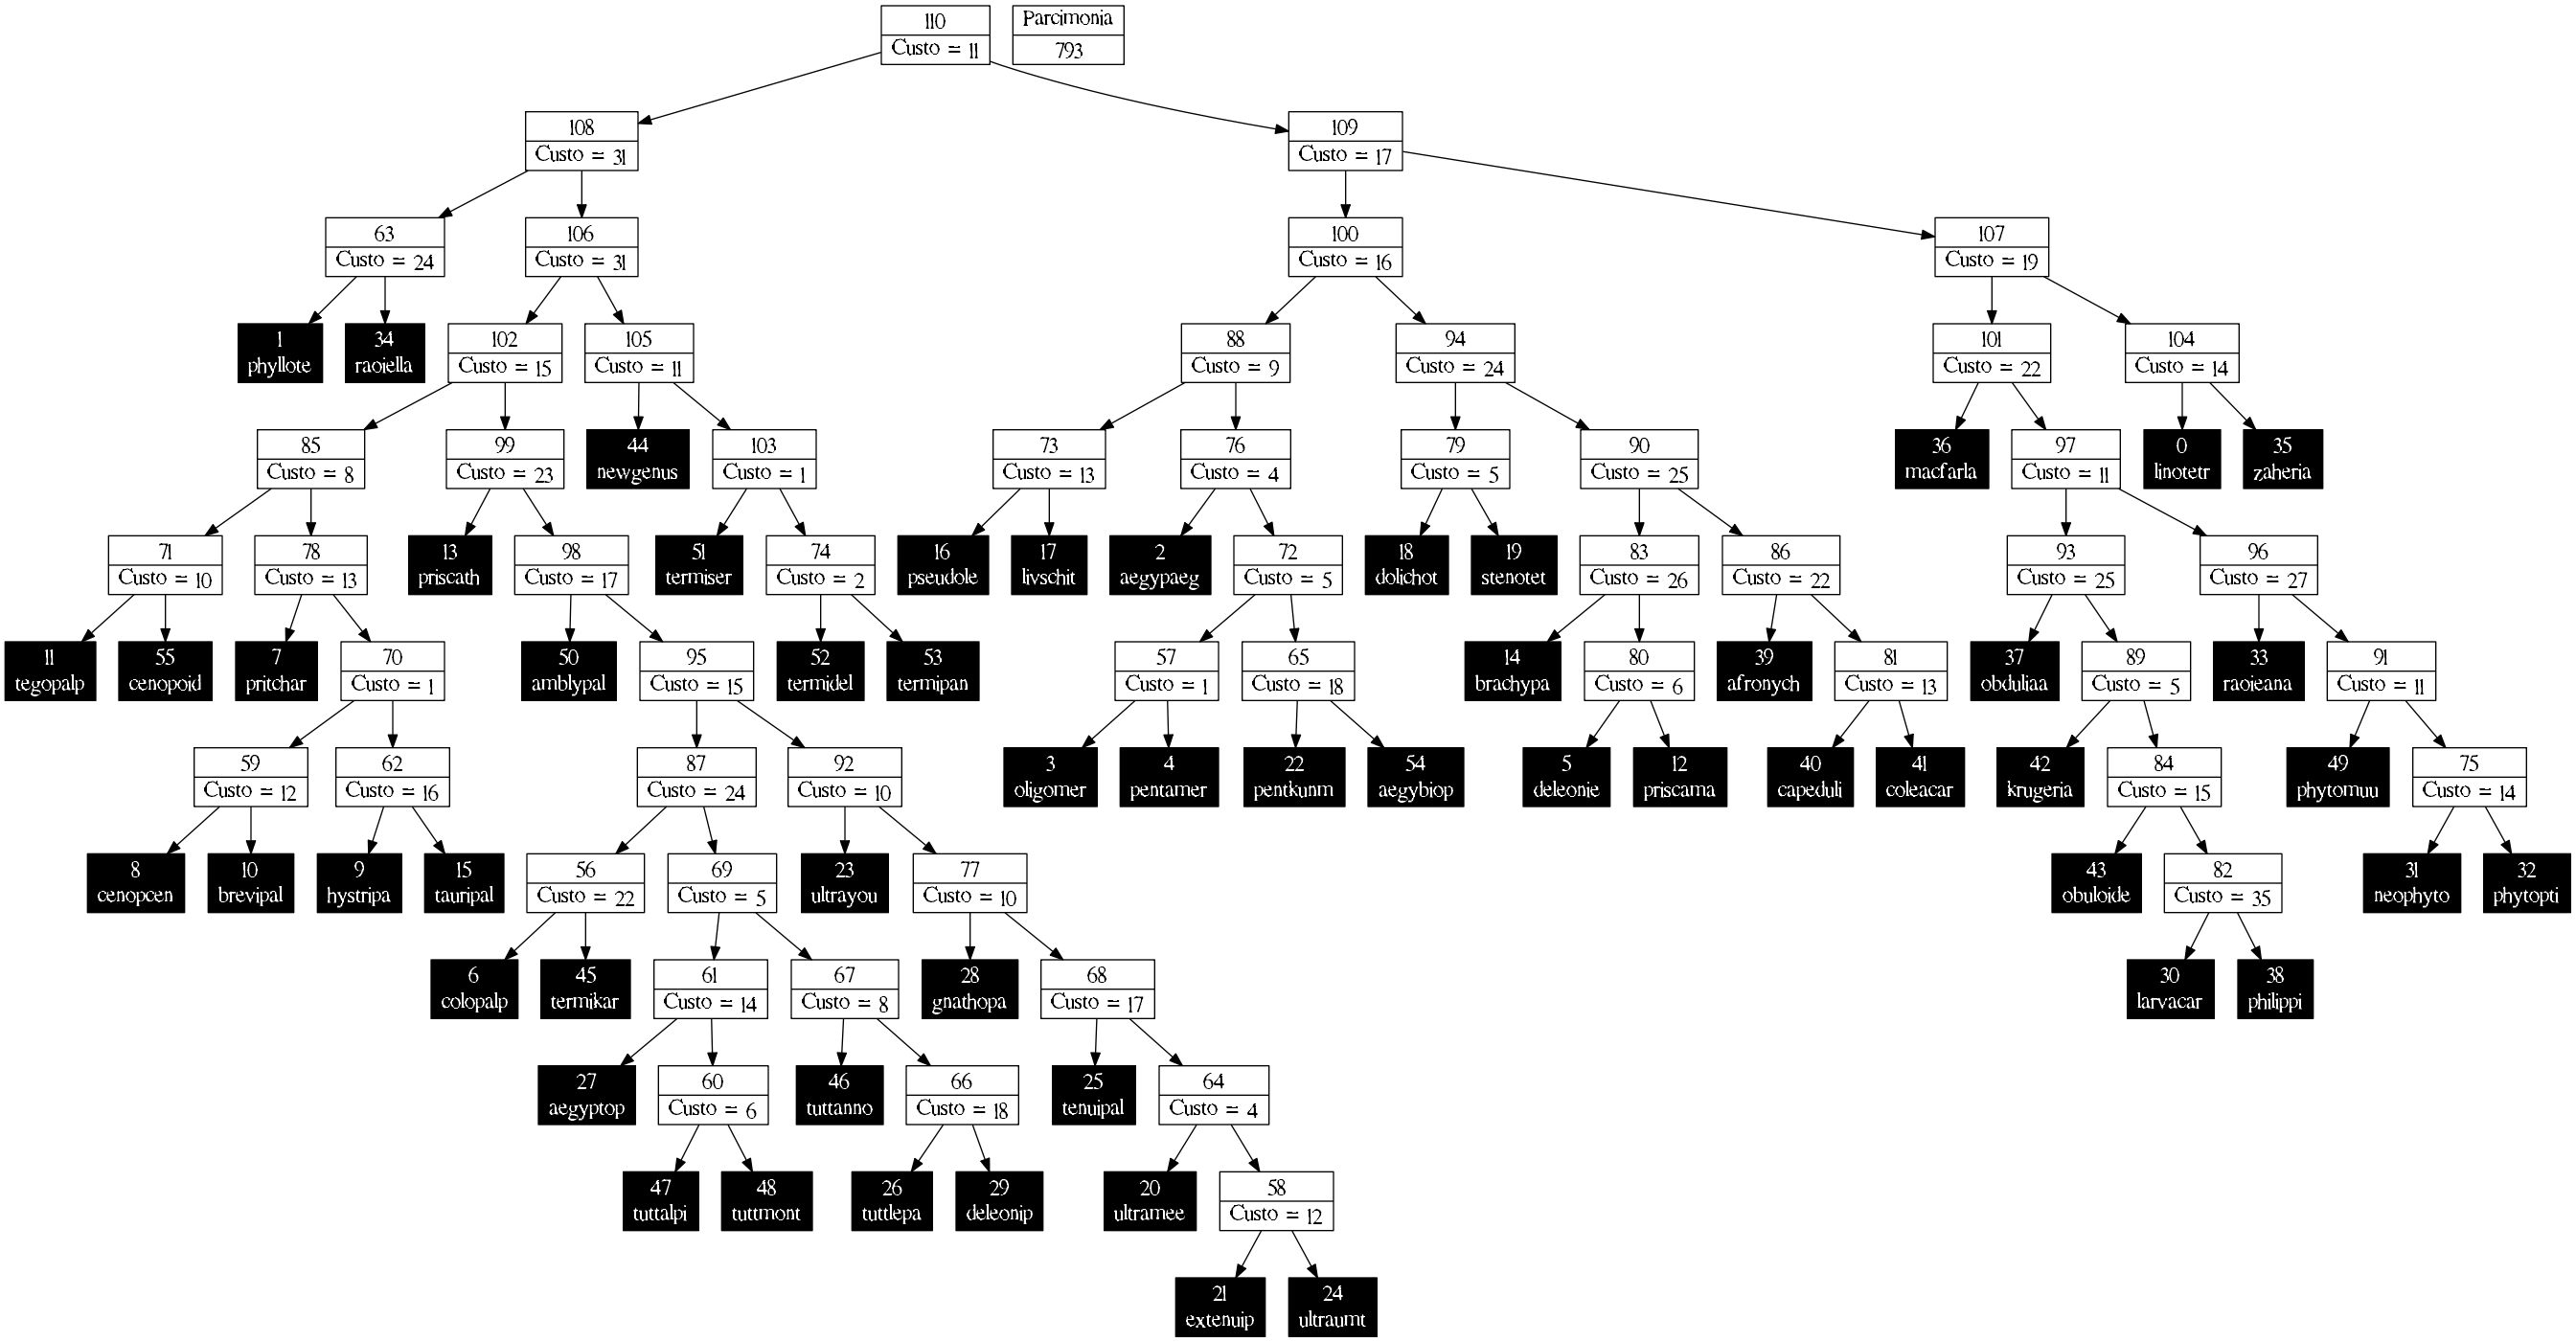 110
Custo = 11
Parcimonia
793
108
Custo = 31
109
Custo = 17
63
Custo = 24
106
Custo = 31
100
Custo = 16
107
Custo = 19
1
phyllote
34
raoiella
102
Custo = 15
105
Custo = 11
88
Custo = 9
94
Custo = 24
101
Custo = 22
104
Custo = 14
85
Custo = 8
99
Custo = 23
44
newgenus
103
Custo = 1
73
Custo = 13
76
Custo = 4
79
Custo = 5
90
Custo = 25
36
macfarla
97
Custo = 11
0
linotetr
35
zaheria
71
Custo = 10
78
Custo = 13
13
priscath
98
Custo = 17
51
termiser
74
Custo = 2
16
pseudole
17
livschit
2
aegypaeg
72
Custo = 5
18
dolichot
19
stenotet
83
Custo = 26
86
Custo = 22
93
Custo = 25
96
Custo = 27
11
tegopalp
55
cenopoid
7
pritchar
70
Custo = 1
50
amblypal
95
Custo = 15
52
termidel
53
termipan
57
Custo = 1
65
Custo = 18
14
brachypa
80
Custo = 6
39
afronych
81
Custo = 13
37
obduliaa
89
Custo = 5
33
raoieana
91
Custo = 11
59
Custo = 12
62
Custo = 16
87
Custo = 24
92
Custo = 10
3
oligomer
4
pentamer
22
pentkunm
54
aegybiop
5
deleonie
12
priscama
40
capeduli
41
coleacar
42
krugeria
84
Custo = 15
49
phytomuu
75
Custo = 14
8
cenopcen
10
brevipal
9
hystripa
15
tauripal
56
Custo = 22
69
Custo = 5
23
ultrayou
77
Custo = 10
43
obuloide
82
Custo = 35
31
neophyto
32
phytopti
6
colopalp
45
termikar
61
Custo = 14
67
Custo = 8
28
gnathopa
68
Custo = 17
30
larvacar
38
philippi
27
aegyptop
60
Custo = 6
46
tuttanno
66
Custo = 18
25
tenuipal
64
Custo = 4
47
tuttalpi
48
tuttmont
26
tuttlepa
29
deleonip
20
ultramee
58
Custo = 12
21
extenuip
24
ultraumt